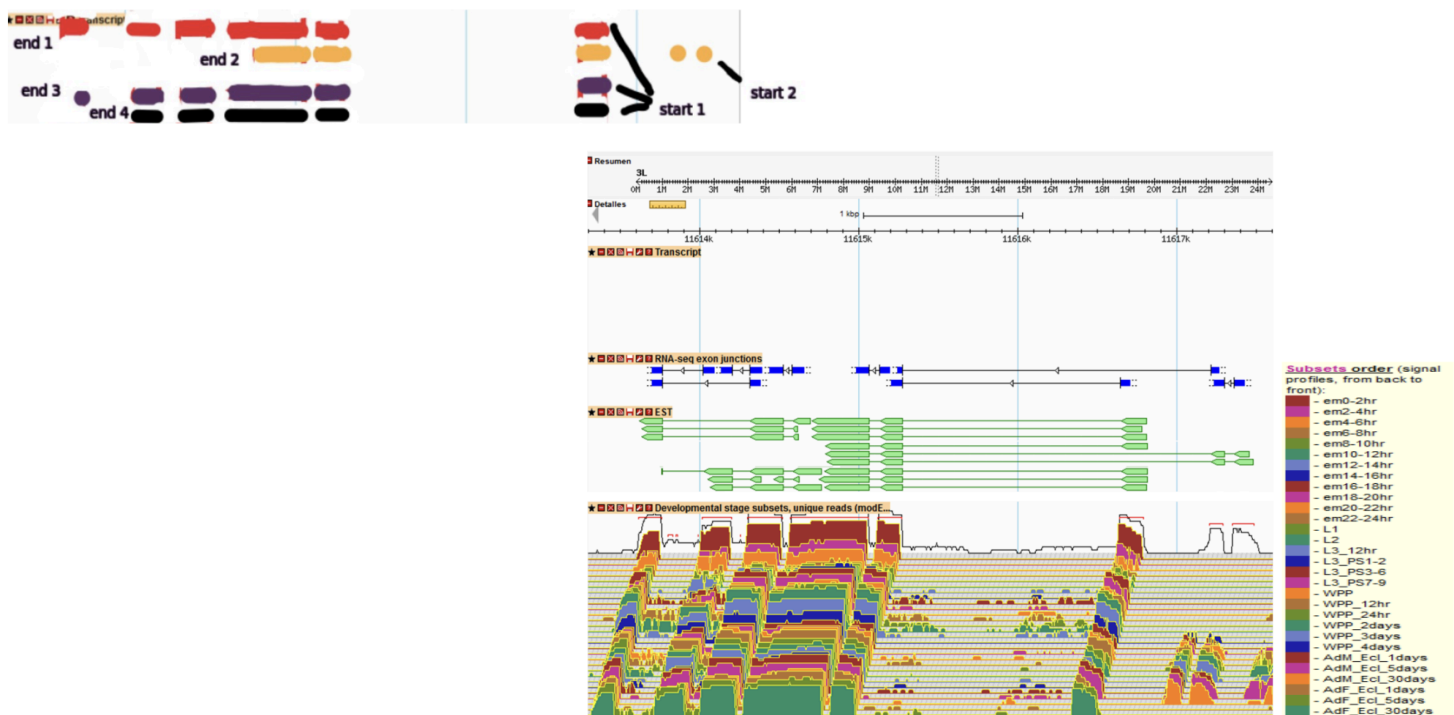 end 1
end 2
end 3
end 4
start 1
start 2
Resumen
3L
0M 1M 2M 3M 4M 5M 6M 7M 8M 9M 10M 11M 12M 13M 14M 15M 16M 17M 18M 19M 20M 21M 22M 23M 24M
Detalles
1 kbp
11614k 11615k 11616k 11617k
Transcript
RNA-seq exon junctions
EST
Developmental stage subsets, unique reads (modE...
Subsets order (signal
profiles, from back to
front):
- em0-2hr
- em2-4hr
- em4-6hr
- em6-8hr
- em8-10hr
- em10-12hr
- em12-14hr
- em14-16hr
- em16-18hr
- em18-20hr
- em20-22hr
- em22-24hr
- L1
- L2
- L3_12hr
- L3_PS1-2
- L3_PS3-6
- L3_PS7-9
- WPP
- WPP_12hr
- WPP_24hr
- WPP_2days
- WPP_3days
- WPP_4days
- AdM_Ecl_1days
- AdM_Ecl_5days
- AdM_Ecl_30days
- AdF_Ecl_1days
- AdF_Ecl_5days
- AdF_Ecl_30days